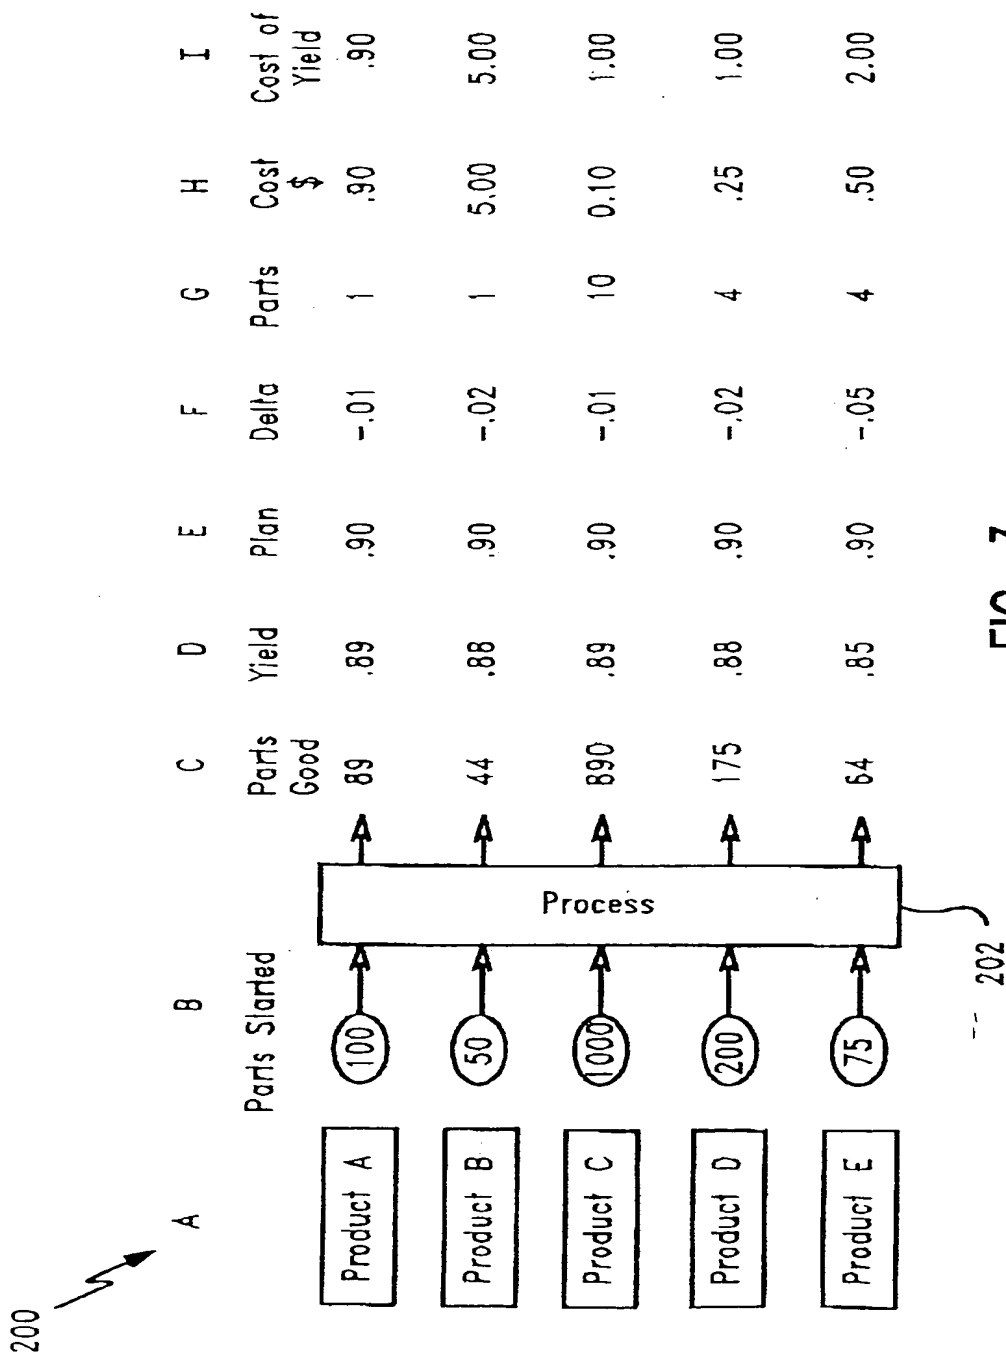 200
A B C D E F G H I
Parts Started Parts Good Yield Plan Delta Parts Cost $ Cost of Yield
Product A 100 89 .89 .90 -.01 1 .90 .90
Product B 50 44 .88 .90 -.02 1 5.00 5.00
Product C 1000 890 .89 .90 -.01 10 0.10 1.00
Product D 200 175 .88 .90 -.02 4 .25 1.00
Product E 75 64 .85 .90 -.05 4 .50 2.00
Process
202
FIG